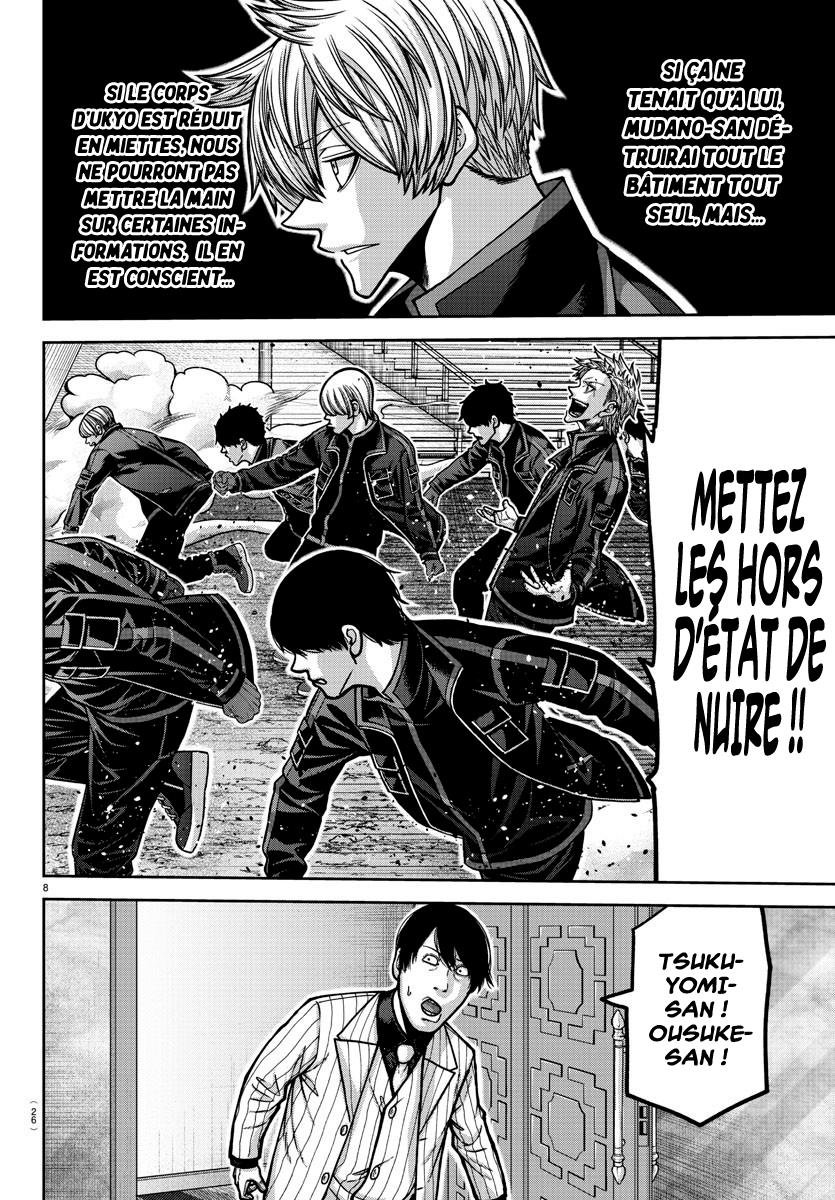 SI ÇA NE
TENAIT QU'A LUI,
MUDANO-SAN DÉ-
TRUIRAI TOUT LE
BÂTIMENT TOUT
SEUL, MAIS...
SI LE CORPS
D'UKYO EST RÉDUIT
EN MIETTES, NOUS
NE POURRONT PAS
METTRE LA MAIN
SUR CERTAINES IN-
FORMATIONS, IL EN
EST CONSCIENT...
METTEZ
LES HORS
D'ÉTAT DE
NUIRE !!
8
TSUKU-
YOMI-
SAN !
OUSUKE-
SAN !
(26)